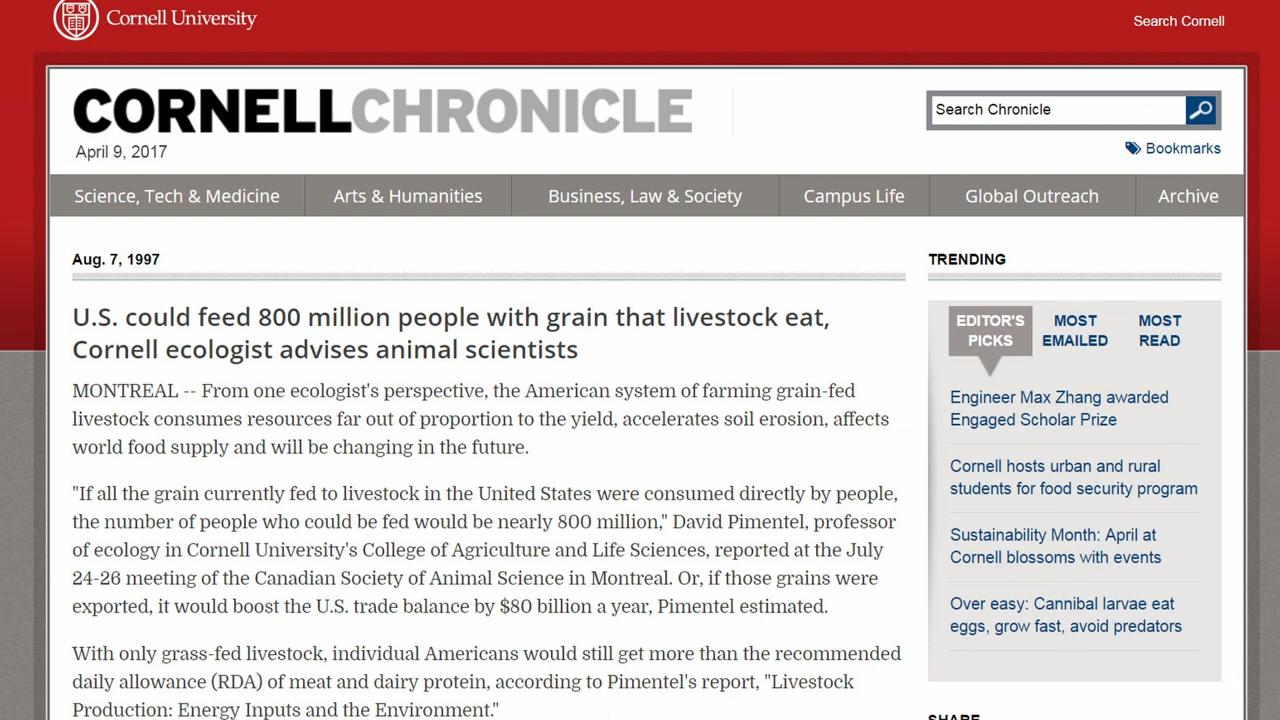 Cornell University
Search Cornell
CORNELLCHRONICLE
April 9, 2017
Search Chronicle
Bookmarks
Science, Tech & Medicine
Arts & Humanities
Business, Law & Society
Campus Life
Global Outreach
Archive
Aug. 7, 1997
U.S. could feed 800 million people with grain that livestock eat,
Cornell ecologist advises animal scientists
MONTREAL -- From one ecologist's perspective, the American system of farming grain-fed
livestock consumes resources far out of proportion to the yield, accelerates soil erosion, affects
world food supply and will be changing in the future.
"If all the grain currently fed to livestock in the United States were consumed directly by people,
the number of people who could be fed would be nearly 800 million," David Pimentel, professor
of ecology in Cornell University's College of Agriculture and Life Sciences, reported at the July
24-26 meeting of the Canadian Society of Animal Science in Montreal. Or, if those grains were
exported, it would boost the U.S. trade balance by $80 billion a year, Pimentel estimated.
With only grass-fed livestock, individual Americans would still get more than the recommended
daily allowance (RDA) of meat and dairy protein, according to Pimentel's report, "Livestock
Production: Energy Inputs and the Environment."
TRENDING
EDITOR'S
PICKS
MOST
EMAILED
MOST
READ
Engineer Max Zhang awarded
Engaged Scholar Prize
Cornell hosts urban and rural
students for food security program
Sustainability Month: April at
Cornell blossoms with events
Over easy: Cannibal larvae eat
eggs, grow fast, avoid predators
SHARE